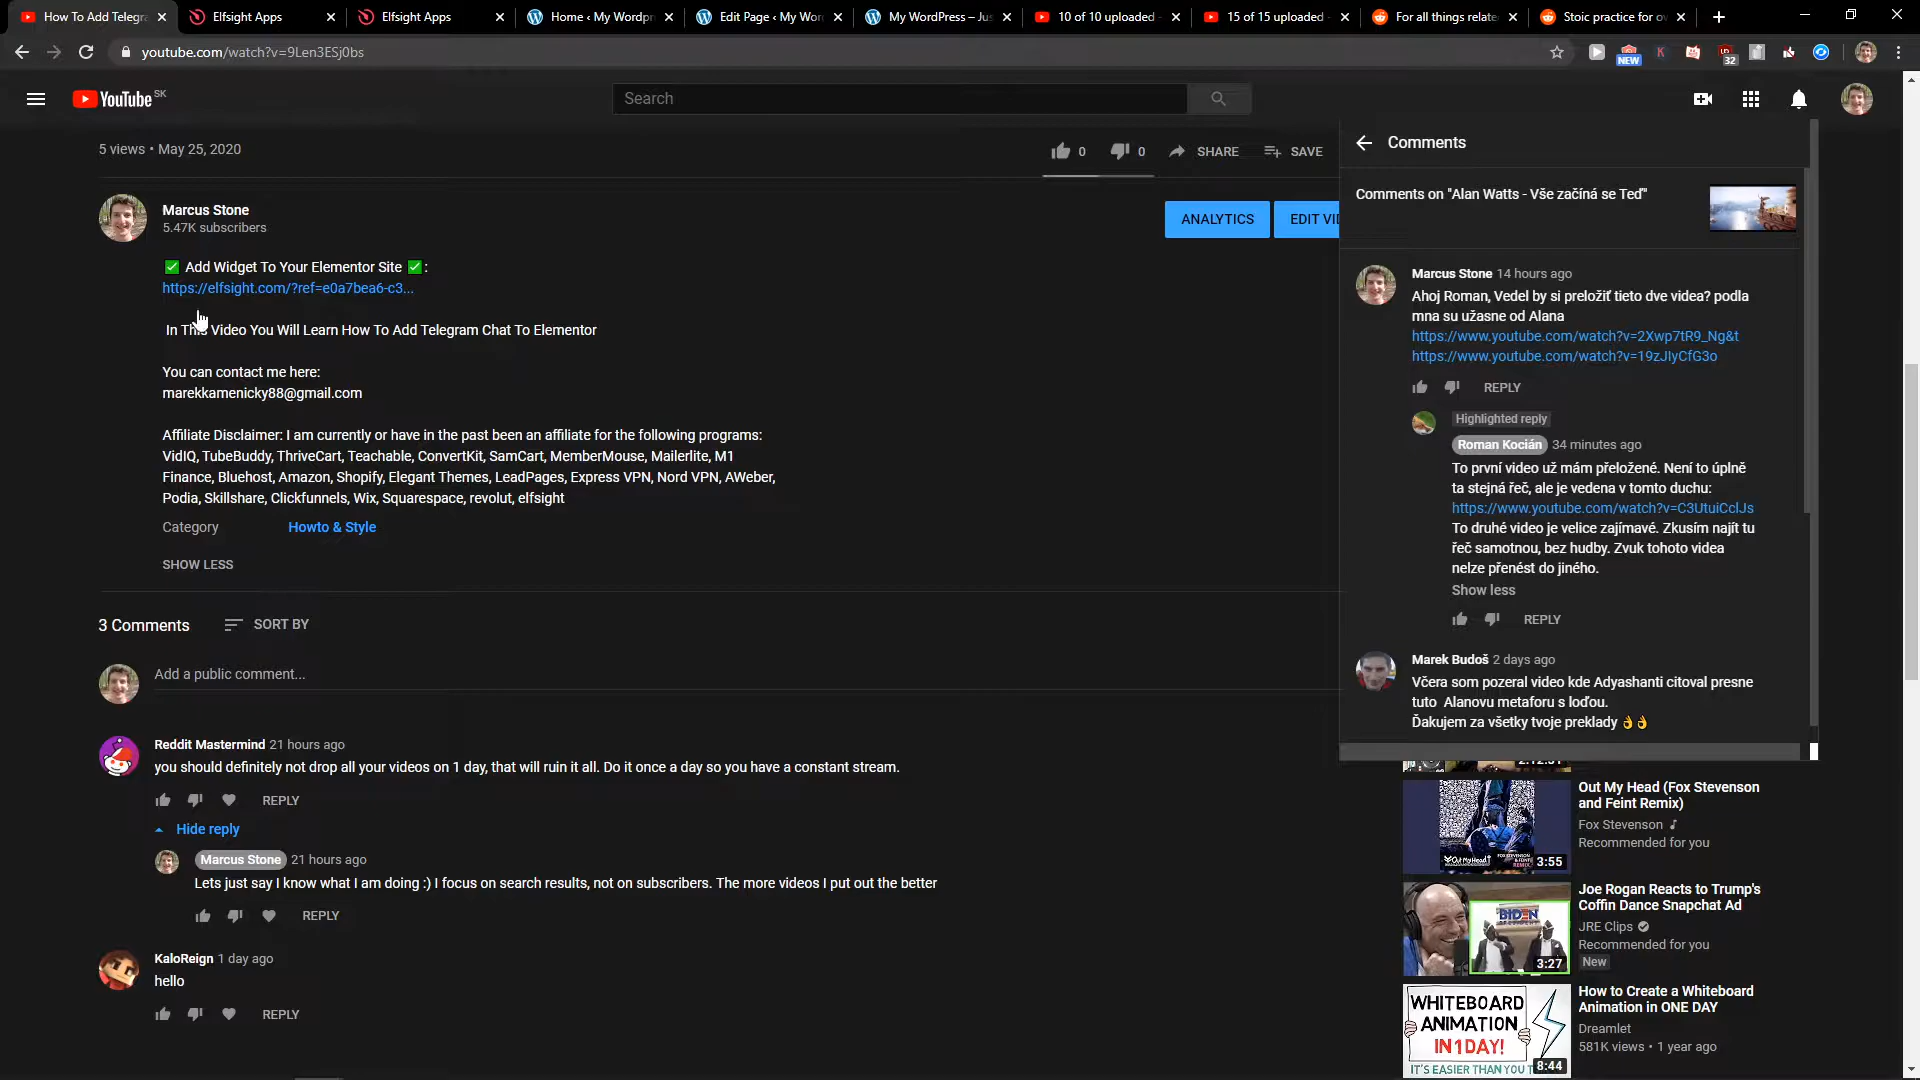 How To Add Telegra
Elfsight Apps
Elfsight Apps
Home ‹ My Wordpr
Edit Page ‹ My Wor
My WordPress – Jus
10 of 10 uploaded
15 of 15 uploaded
For all things relate
Stoic practice for ov
youtube.com/watch?v=9Len3ESj0bs
NEW
32
YouTube SK
Search
5 views • May 25, 2020
0
0
SHARE
SAVE
Marcus Stone
5.47K subscribers
ANALYTICS
EDIT VI
✅ Add Widget To Your Elementor Site ✅:
https://elfsight.com/?ref=e0a7bea6-c3...
In This Video You Will Learn How To Add Telegram Chat To Elementor
You can contact me here:
marekkamenicky88@gmail.com
Affiliate Disclaimer: I am currently or have in the past been an affiliate for the following programs:
VidIQ, TubeBuddy, ThriveCart, Teachable, ConvertKit, SamCart, MemberMouse, Mailerlite, M1
Finance, Bluehost, Amazon, Shopify, Elegant Themes, LeadPages, Express VPN, Nord VPN, AWeber,
Podia, Skillshare, Clickfunnels, Wix, Squarespace, revolut, elfsight
Category Howto & Style
SHOW LESS
3 Comments
SORT BY
Add a public comment...
Reddit Mastermind 21 hours ago
you should definitely not drop all your videos on 1 day, that will ruin it all. Do it once a day so you have a constant stream.
REPLY
Hide reply
Marcus Stone 21 hours ago
Lets just say I know what I am doing :) I focus on search results, not on subscribers. The more videos I put out the better
REPLY
KaloReign 1 day ago
hello
REPLY
Comments
Comments on "Alan Watts - Vše začíná se Teď"
Marcus Stone 14 hours ago
Ahoj Roman, Vedel by si preložiť tieto dve videa? podla
mna su užasne od Alana
https://www.youtube.com/watch?v=2Xwp7tR9_Ng&t
https://www.youtube.com/watch?v=19zJIyCfG3o
REPLY
Highlighted reply
Roman Kocián 34 minutes ago
To první video už mám přeložené. Není to úplně
ta stejná řeč, ale je vedena v tomto duchu:
https://www.youtube.com/watch?v=C3UtuiCclJs
To druhé video je velice zajímavé. Zkusím najít tu
řeč samotnou, bez hudby. Zvuk tohoto videa
nelze přenést do jiného.
Show less
REPLY
Marek Budoš 2 days ago
Včera som pozeral video kde Adyashanti citoval presne
tuto Alanovu metaforu s loďou.
Ďakujem za všetky tvoje preklady 👌👌
Out My Head (Fox Stevenson
and Feint Remix)
Fox Stevenson
Recommended for you
3:55
Joe Rogan Reacts to Trump's
Coffin Dance Snapchat Ad
JRE Clips
Recommended for you
New
BIDEN
3:27
How to Create a Whiteboard
Animation in ONE DAY
Dreamlet
581K views • 1 year ago
WHITEBOARD
ANIMATION
IN 1 DAY!
IT'S EASIER THAN YOU T
8:44